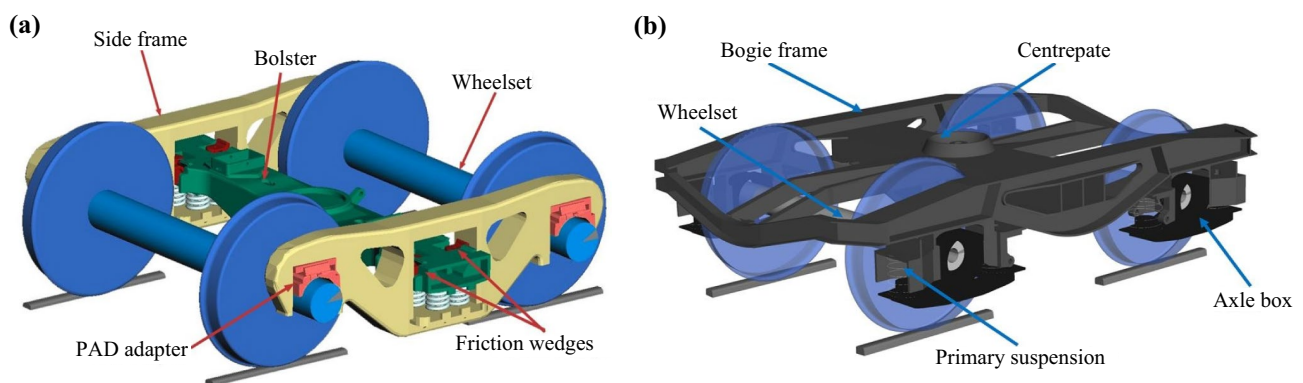 (a)
Side frame
Bolster
Wheelset
PAD adapter
Friction wedges
(b)
Bogie frame
Centrepate
Wheelset
Axle box
Primary suspension